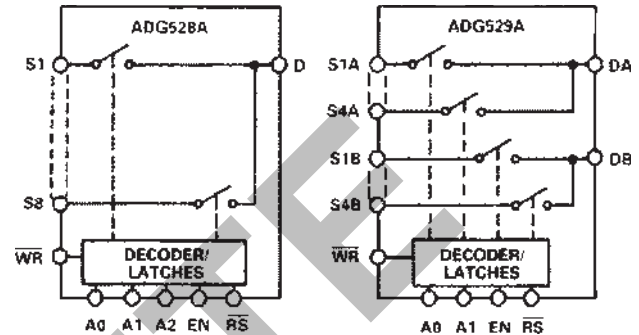 ADG528A
S1
D
S8
WR
DECODER/
LATCHES
A0 A1 A2 EN RS
ADG529A
S1A
DA
S4A
S1B
DB
S4B
WR
DECODER/
LATCHES
A0 A1 EN RS